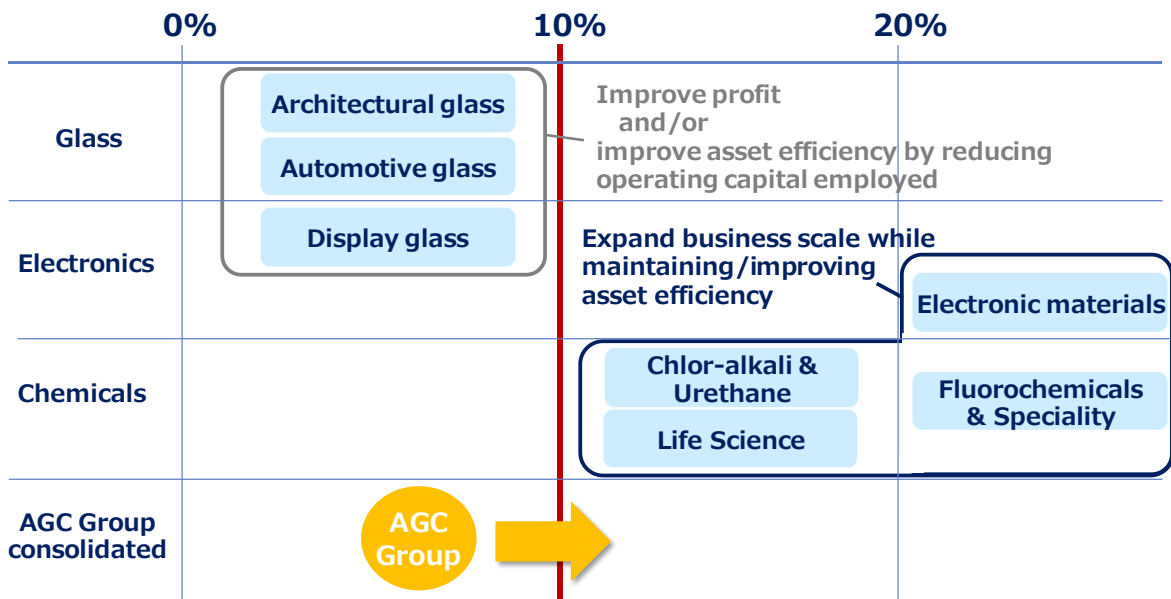 0%
10%
20%
Glass
Architectural glass
Automotive glass
Improve profit
and/or
improve asset efficiency by reducing
operating capital employed
Electronics
Display glass
Expand business scale while
maintaining/improving
asset efficiency
Electronic materials
Chemicals
Chlor-alkali &
Urethane
Life Science
Fluorochemicals
& Speciality
AGC Group
consolidated
AGC
Group